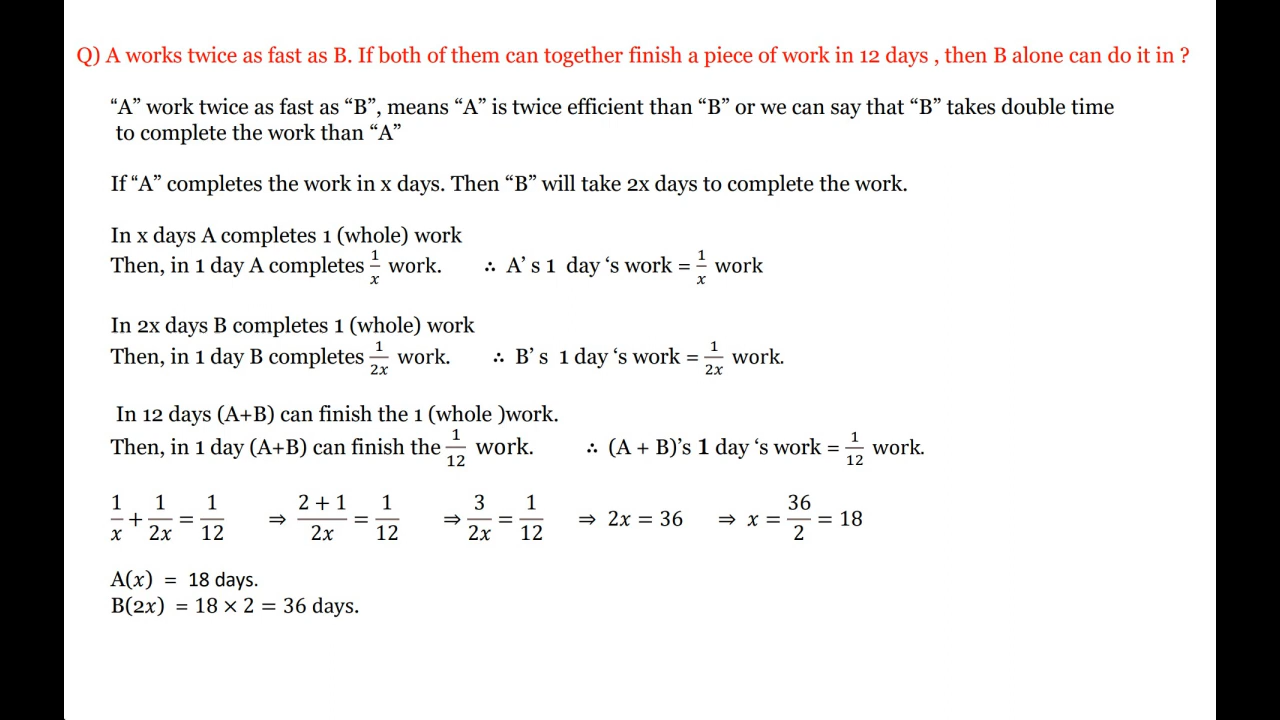 Q) A works twice as fast as B. If both of them can together finish a piece of work in 12 days , then B alone can do it in ?
“A” work twice as fast as “B”, means “A” is twice efficient than “B” or we can say that “B” takes double time
to complete the work than “A”
If “A” completes the work in x days. Then “B” will take 2x days to complete the work.
In x days A completes 1 (whole) work
Then, in 1 day A completes 1/x work. ∴ A’ s 1 day ‘s work = 1/x work
In 2x days B completes 1 (whole) work
Then, in 1 day B completes 1/2x work. ∴ B’ s 1 day ‘s work = 1/2x work.
In 12 days (A+B) can finish the 1 (whole )work.
Then, in 1 day (A+B) can finish the 1/12 work. ∴ (A + B)’s 1 day ‘s work = 1/12 work.
1/x + 1/2x = 1/12 ⇒ 2 + 1/2x = 1/12 ⇒ 3/2x = 1/12 ⇒ 2x = 36 ⇒ x = 36/2 = 18
A(x) = 18 days.
B(2x) = 18 × 2 = 36 days.